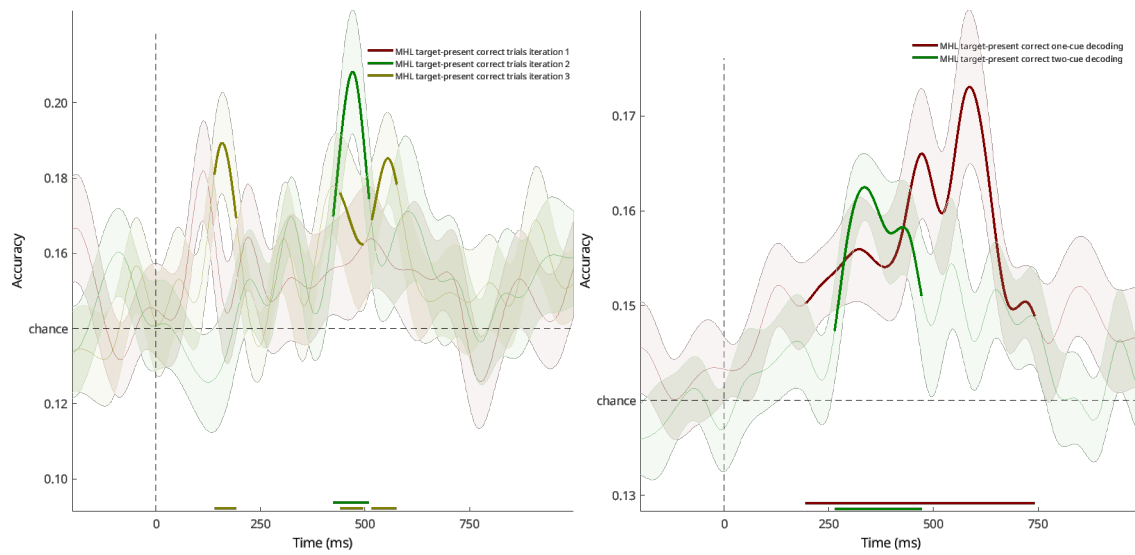 MHL target-present correct trials iteration 1
MHL target-present correct trials iteration 2
MHL target-present correct trials iteration 3
0.20
0.18
0.16
chance
0.12
0.10
Accuracy
0
250
500
750
Time (ms)
MHL target-present correct one-cue decoding
MHL target-present correct two-cue decoding
0.17
0.16
0.15
chance
0.13
Accuracy
0
250
500
750
Time (ms)